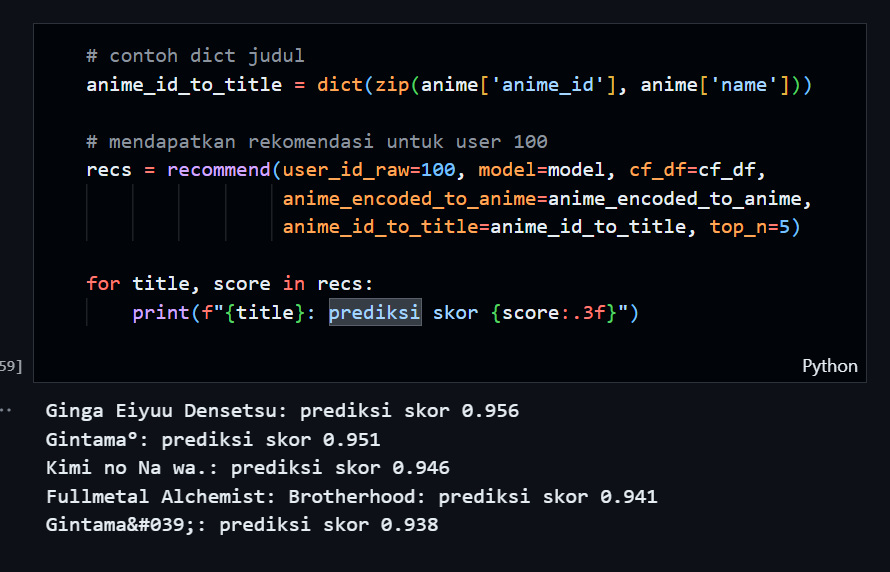 # contoh dict judul
anime_id_to_title = dict(zip(anime['anime_id'], anime['name']))
# mendapatkan rekomendasi untuk user 100
recs = recommend(user_id_raw=100, model=model, cf_df=cf_df,
anime_encoded_to_anime=anime_encoded_to_anime,
anime_id_to_title=anime_id_to_title, top_n=5)
for title, score in recs:
print(f"{title}: prediksi skor {score:.3f}")
59]
Python
Ginga Eiyuu Densetsu: prediksi skor 0.956
Gintama°: prediksi skor 0.951
Kimi no Na wa.: prediksi skor 0.946
Fullmetal Alchemist: Brotherhood: prediksi skor 0.941
Gintama&#039;: prediksi skor 0.938